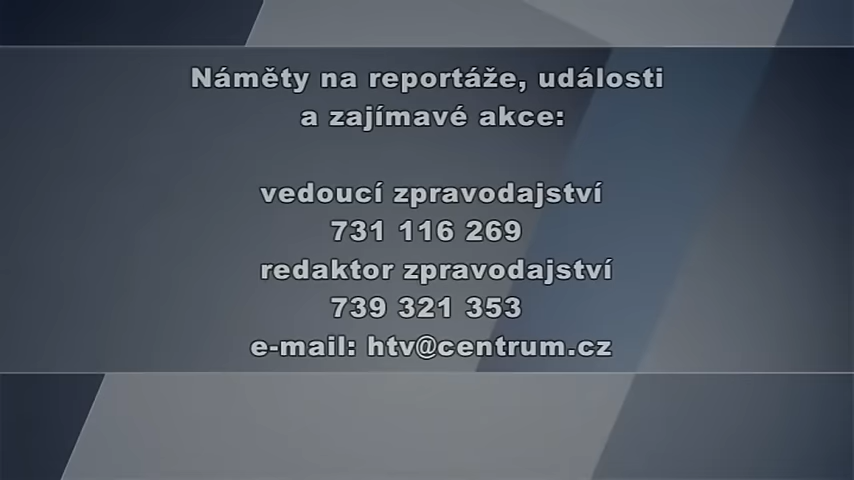 Náměty na reportáže, události
a zajímavé akce:
vedoucí zpravodajství
731 116 269
redaktor zpravodajství
739 321 353
e-mail: htv@centrum.cz